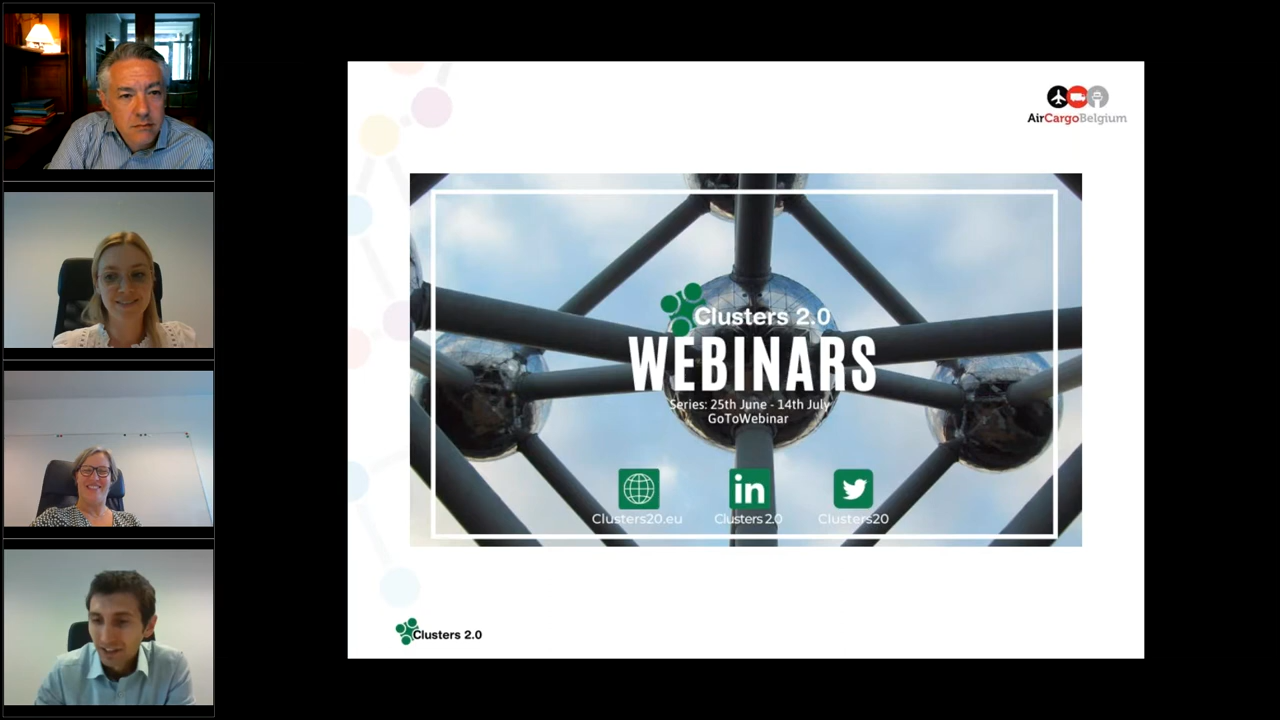 AirCargoBelgium
Clusters 2.0
WEBINARS
Series: 25th June - 14th July
GoToWebinar
in
Clusters20.eu
Clusters 2.0
Clusters20
Clusters 2.0